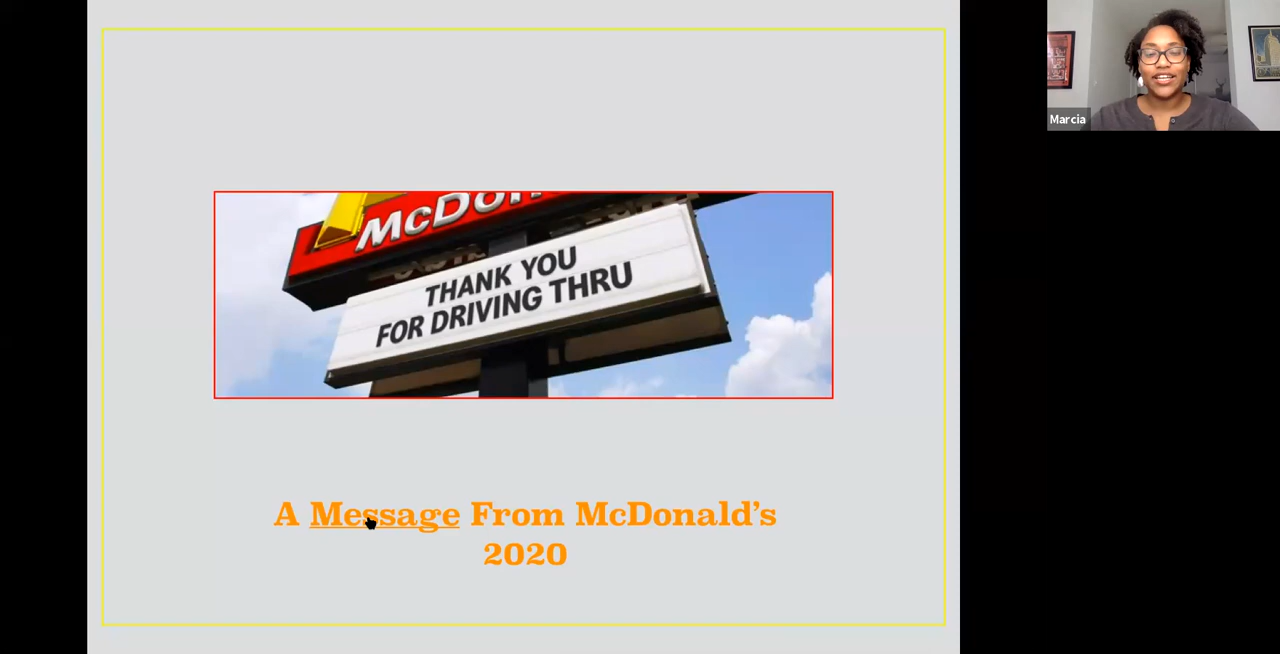 McDon
THANK YOU
FOR DRIVING THRU
A Message From McDonald’s
2020
Marcia